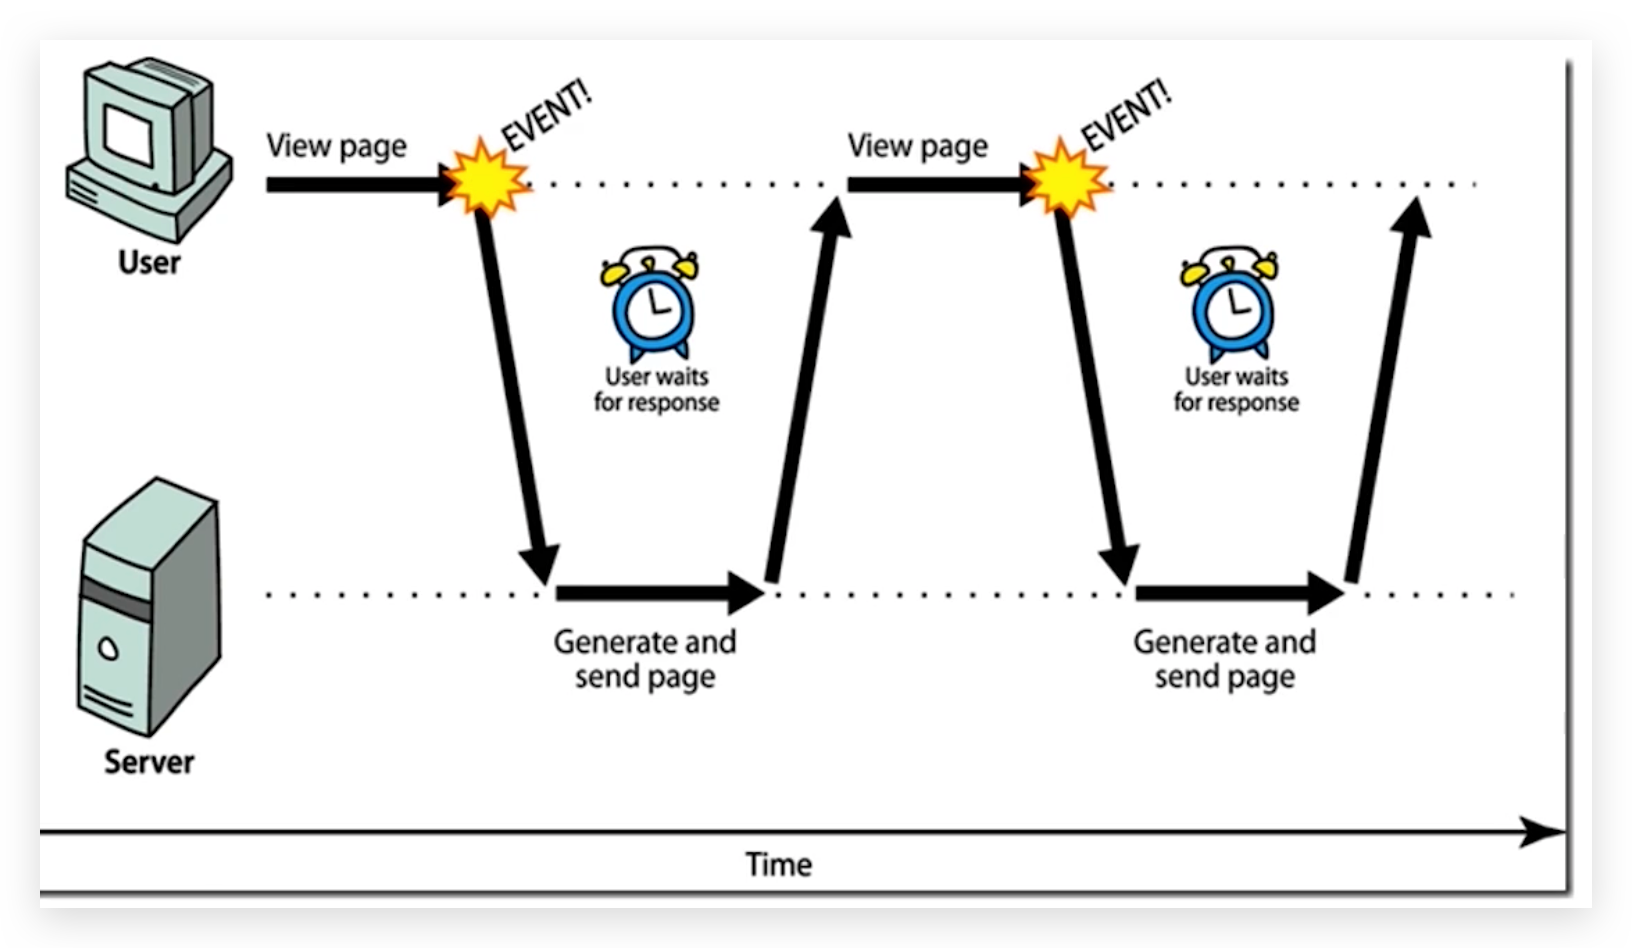 View page
EVENT!
View page
EVENT!
User
User waits
for response
User waits
for response
Generate and
send page
Generate and
send page
Server
Time